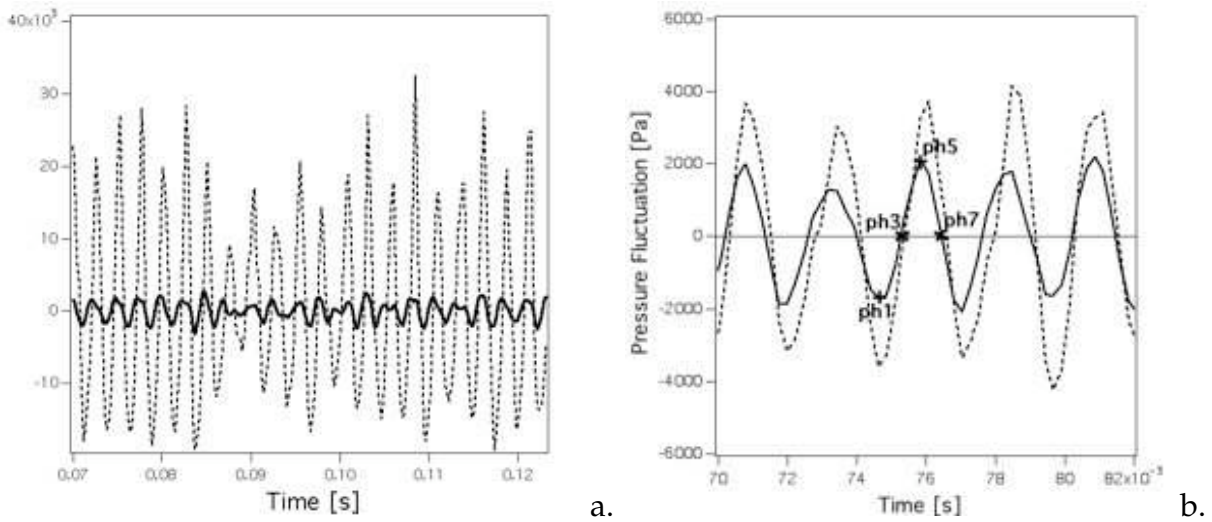 40x10³
30
20
10
0
-10
0.07 0.08 0.09 0.10 0.11 0.12
Time [s]
a.
Pressure Fluctuation [Pa]
6000
4000
2000
0
-2000
-4000
-6000
ph5
ph3
ph7
ph1
70 72 74 76 78 80 82x10⁻³
Time [s]
b.